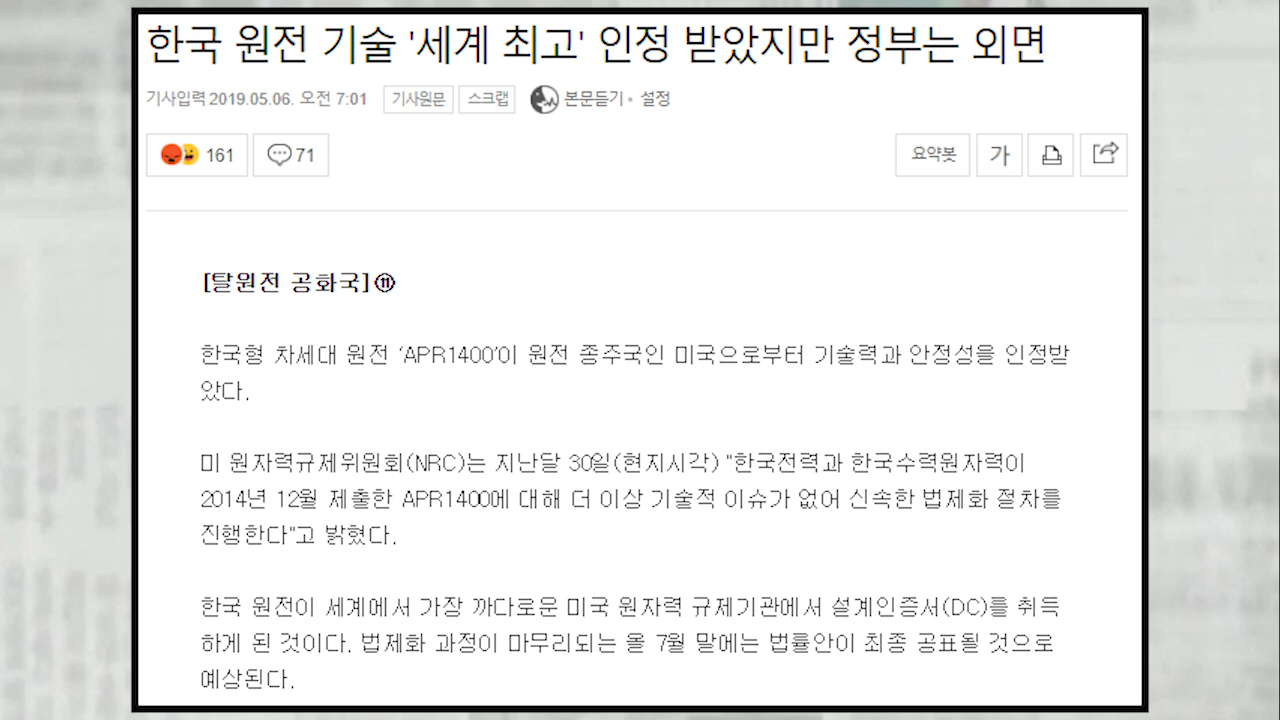 한국 원전 기술 '세계 최고' 인정 받았지만 정부는 외면
기사입력 2019.05.06. 오전 7:01 기사원문 스크랩 본문듣기 · 설정
161 71 요약봇 가
[탈원전 공화국]⑪
한국형 차세대 원전 ‘APR1400’이 원전 종주국인 미국으로부터 기술력과 안정성을 인정받
았다.
미 원자력규제위원회(NRC)는 지난달 30일(현지시각) "한국전력과 한국수력원자력이
2014년 12월 제출한 APR1400에 대해 더 이상 기술적 이슈가 없어 신속한 법제화 절차를
진행한다"고 밝혔다.
한국 원전이 세계에서 가장 까다로운 미국 원자력 규제기관에서 설계인증서(DC)를 취득
하게 된 것이다. 법제화 과정이 마무리되는 올 7월 말에는 법률안이 최종 공표될 것으로
예상된다.